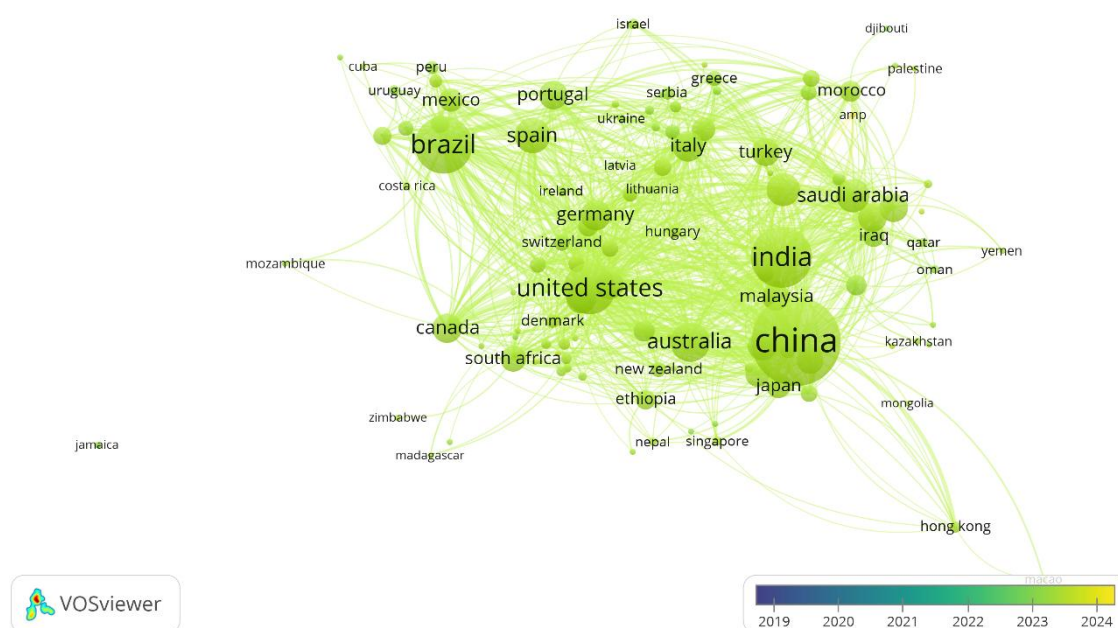 israel
djibouti
cuba
peru
palestine
greece
uruguay
mexico
portugal
serbia
morocco
amp
ukraine
brazil
spain
italy
turkey
latvia
costa rica
ireland
lithuania
saudi arabia
germany
hungary
iraq
switzerland
qatar
yemen
mozambique
india
oman
united states
malaysia
denmark
canada
australia
china
kazakhstan
south africa
new zealand
japan
ethiopia
mongolia
zimbabwe
jamaica
nepal
singapore
madagascar
hong kong
macao
VOSviewer
2019 2020 2021 2022 2023 2024